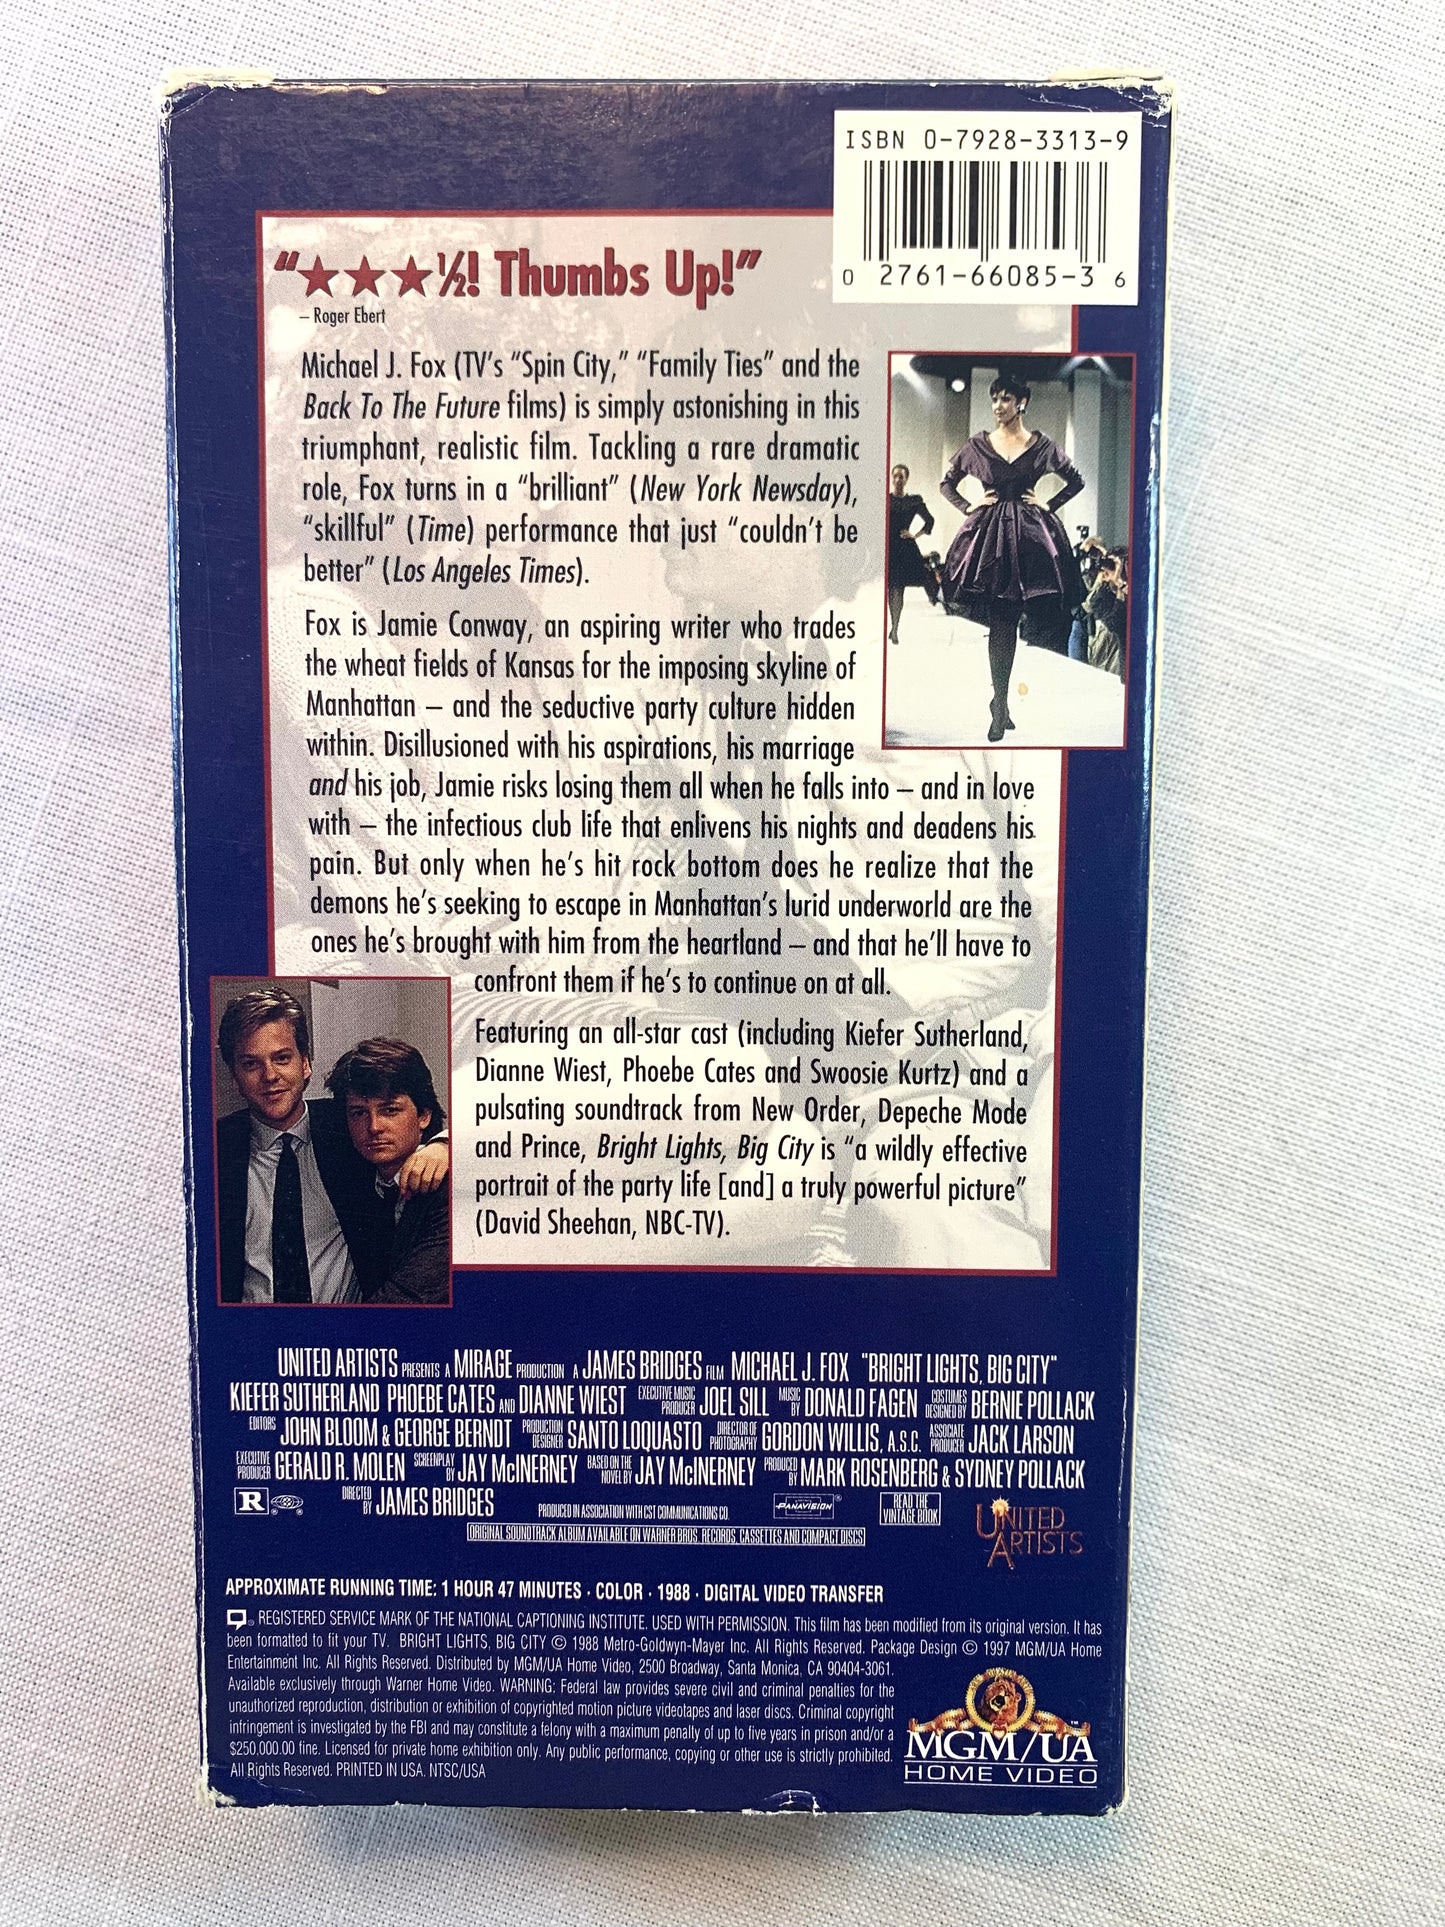 ISBN 0-7928-3313-9
0 2761-66085-3 6
"★★★½! Thumbs Up!"
– Roger Ebert
Michael J. Fox (TV's "Spin City," "Family Ties" and the
Back To The Future films) is simply astonishing in this
triumphant, realistic film. Tackling a rare dramatic
role, Fox turns in a "brilliant" (New York Newsday),
"skillful" (Time) performance that just "couldn't be
better" (Los Angeles Times).
Fox is Jamie Conway, an aspiring writer who trades
the wheat fields of Kansas for the imposing skyline of
Manhattan – and the seductive party culture hidden
within. Disillusioned with his aspirations, his marriage
and his job, Jamie risks losing them all when he falls into – and in love
with – the infectious club life that enlivens his nights and deadens his
pain. But only when he's hit rock bottom does he realize that the
demons he's seeking to escape in Manhattan's lurid underworld are the
ones he's brought with him from the heartland – and that he'll have to
confront them if he's to continue on at all.
Featuring an all-star cast (including Kiefer Sutherland,
Dianne Wiest, Phoebe Cates and Swoosie Kurtz) and a
pulsating soundtrack from New Order, Depeche Mode
and Prince, Bright Lights, Big City is "a wildly effective
portrait of the party life [and] a truly powerful picture"
(David Sheehan, NBC-TV).
UNITED ARTISTS PRESENTS A MIRAGE PRODUCTION A JAMES BRIDGES FILM MICHAEL J. FOX "BRIGHT LIGHTS, BIG CITY"
KIEFER SUTHERLAND PHOEBE CATES AND DIANNE WIEST EXECUTIVE MUSIC PRODUCER JOEL SILL MUSIC BY DONALD FAGEN COSTUMES DESIGNED BY BERNIE POLLACK
EDITORS JOHN BLOOM & GEORGE BERNDT PRODUCTION DESIGNER SANTO LOQUASTO DIRECTOR OF PHOTOGRAPHY GORDON WILLIS, A.S.C. ASSOCIATE PRODUCER JACK LARSON
EXECUTIVE PRODUCER GERALD R. MOLEN SCREENPLAY BY JAY McINERNEY BASED ON THE NOVEL BY JAY McINERNEY PRODUCED BY MARK ROSENBERG & SYDNEY POLLACK
R DIRECTED BY JAMES BRIDGES PRODUCED IN ASSOCIATION WITH CST COMMUNICATIONS CO. PANAVISION® READ THE VINTAGE BOOK
UNITED ARTISTS
ORIGINAL SOUNDTRACK ALBUM AVAILABLE ON WARNER BROS. RECORDS, CASSETTES AND COMPACT DISCS
APPROXIMATE RUNNING TIME: 1 HOUR 47 MINUTES · COLOR · 1988 · DIGITAL VIDEO TRANSFER
® REGISTERED SERVICE MARK OF THE NATIONAL CAPTIONING INSTITUTE. USED WITH PERMISSION. This film has been modified from its original version. It has
been formatted to fit your TV. BRIGHT LIGHTS, BIG CITY © 1988 Metro-Goldwyn-Mayer Inc. All Rights Reserved. Package Design © 1997 MGM/UA Home
Entertainment Inc. All Rights Reserved. Distributed by MGM/UA Home Video, 2500 Broadway, Santa Monica, CA 90404-3061.
Available exclusively through Warner Home Video. WARNING: Federal law provides severe civil and criminal penalties for the
unauthorized reproduction, distribution or exhibition of copyrighted motion picture videotapes and laser discs. Criminal copyright
infringement is investigated by the FBI and may constitute a felony with a maximum penalty of up to five years in prison and/or a
$250,000.00 fine. Licensed for private home exhibition only. Any public performance, copying or other use is strictly prohibited.
All Rights Reserved. PRINTED IN USA. NTSC/USA
MGM/UA
HOME VIDEO